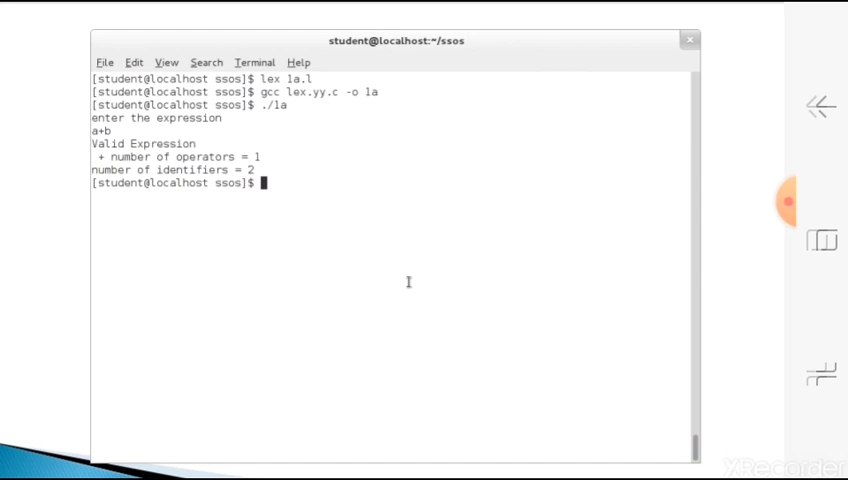 student@localhost:~/ssos
File Edit View Search Terminal Help
[student@localhost ssos]$ lex 1a.l
[student@localhost ssos]$ gcc lex.yy.c -o 1a
[student@localhost ssos]$ ./1a
enter the expression
a+b
Valid Expression
 + number of operators = 1
number of identifiers = 2
[student@localhost ssos]$
XRecorder